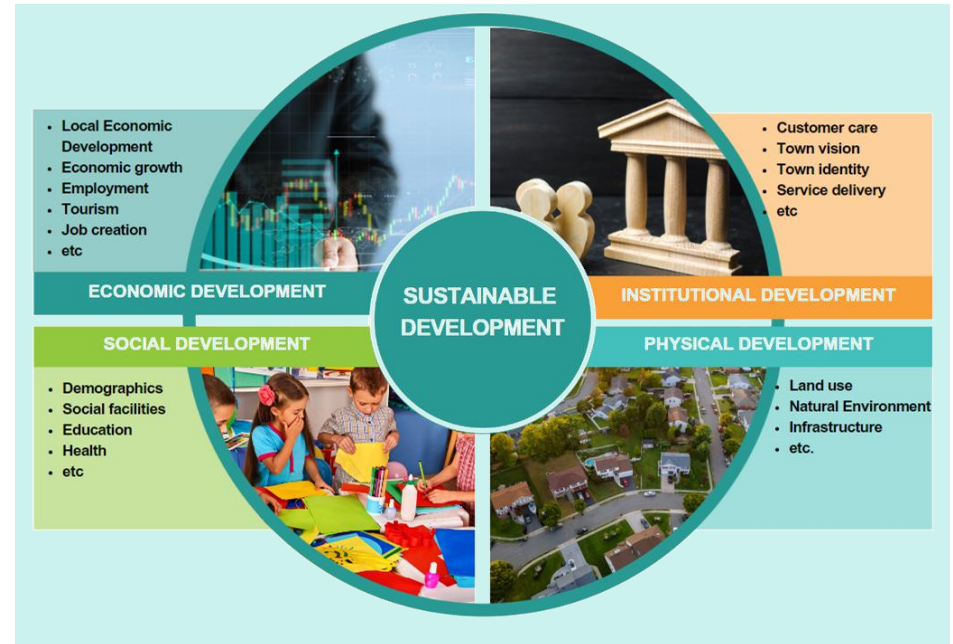 • Local Economic
Development
• Economic growth
• Employment
• Tourism
• Job creation
• etc
ECONOMIC DEVELOPMENT
• Customer care
• Town vision
• Town identity
• Service delivery
• etc
INSTITUTIONAL DEVELOPMENT
SUSTAINABLE
DEVELOPMENT
SOCIAL DEVELOPMENT
• Demographics
• Social facilities
• Education
• Health
• etc
PHYSICAL DEVELOPMENT
• Land use
• Natural Environment
• Infrastructure
• etc.